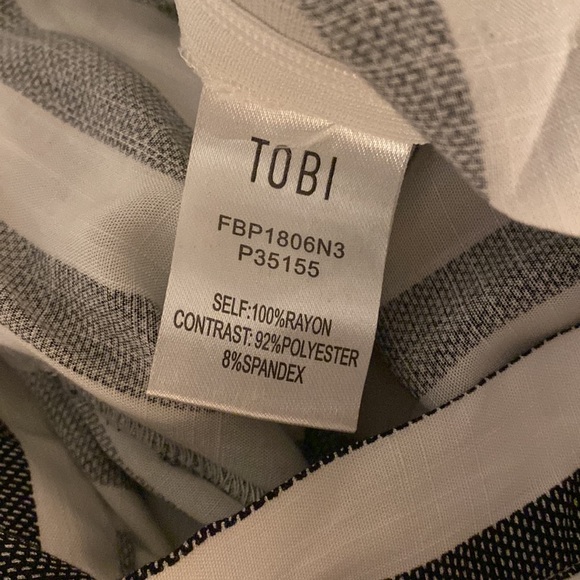 TOBI
FBP1806N3
P35155
SELF:100%RAYON
CONTRAST: 92%POLYESTER
8%SPANDEX